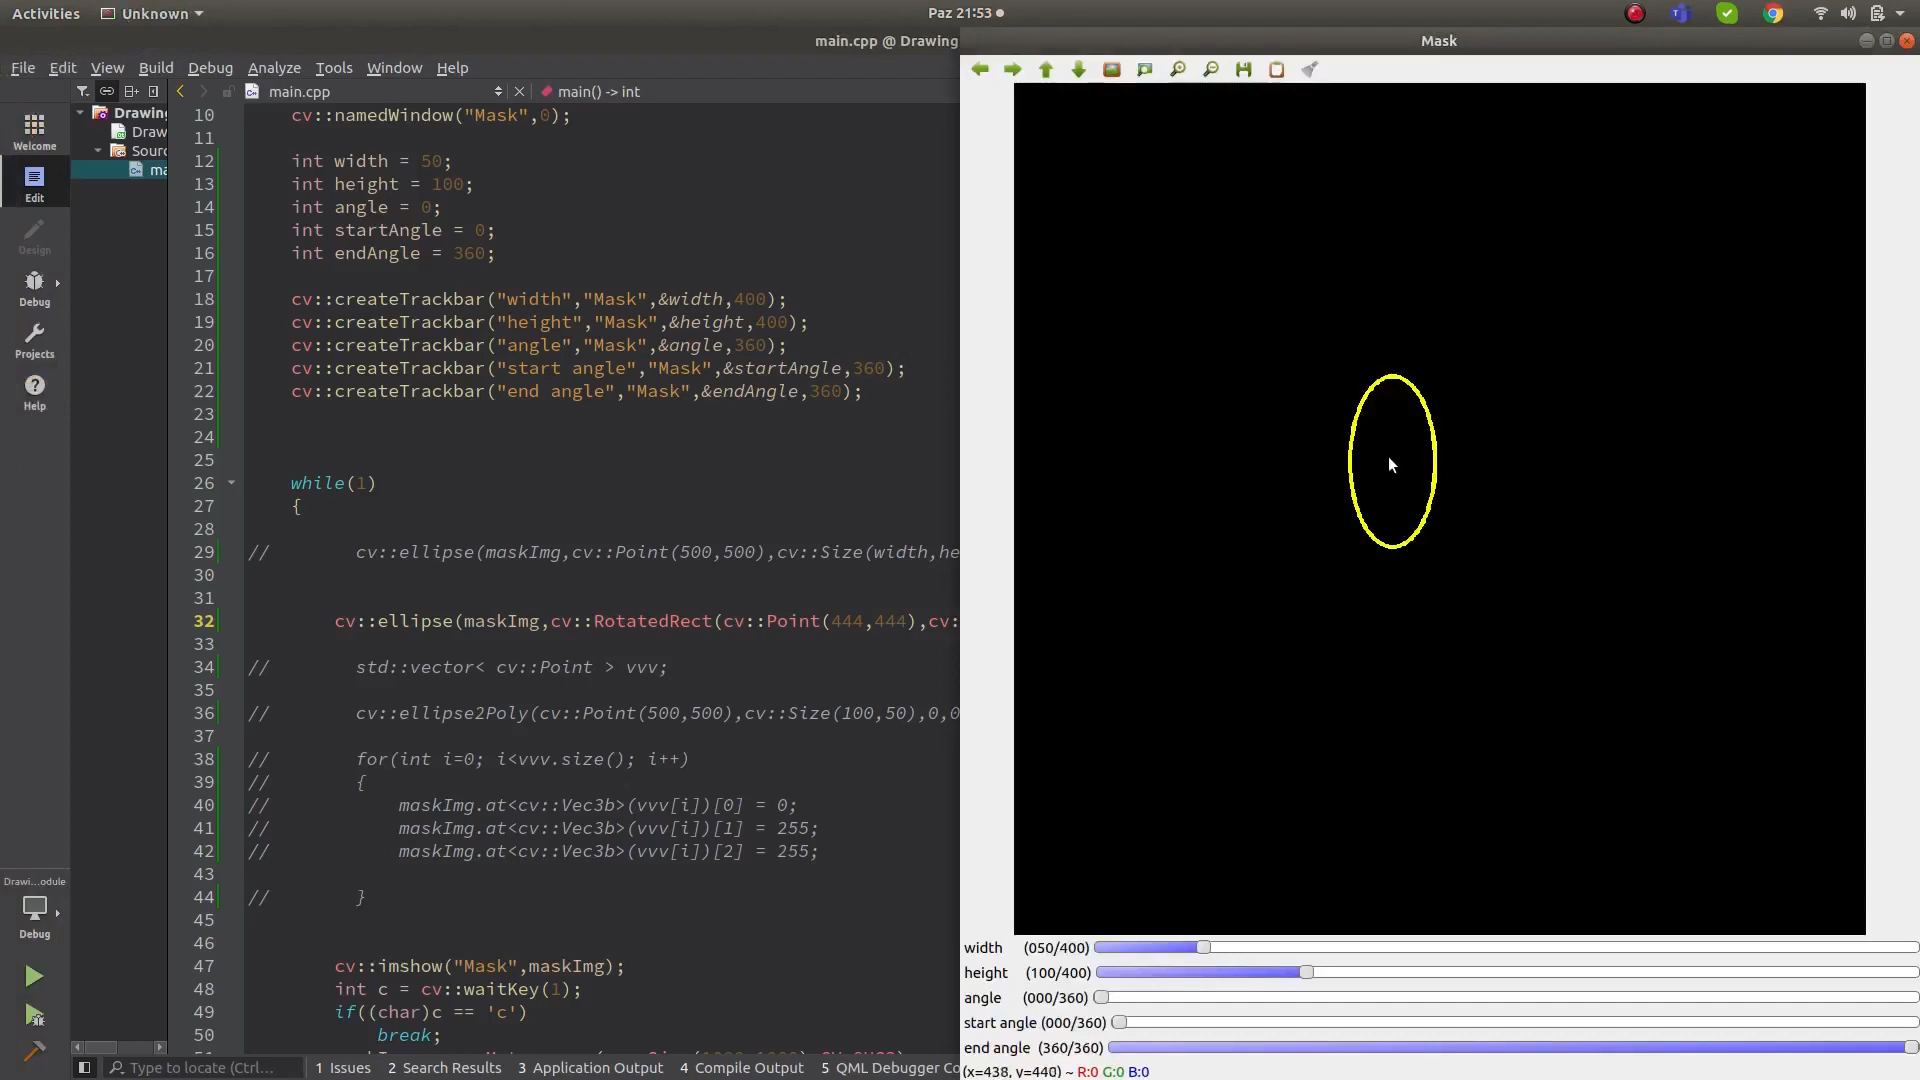 Activities Unknown Paz 21:53
main.cpp @ Drawing
Mask
File Edit View Build Debug Analyze Tools Window Help
main.cpp main() -> int
Welcome
Edit
Design
Debug
Projects
Help
Drawi...odule
Debug
Drawing
Draw
Sourc
ma
10 cv::namedWindow("Mask",0);
11
12 int width = 50;
13 int height = 100;
14 int angle = 0;
15 int startAngle = 0;
16 int endAngle = 360;
17
18 cv::createTrackbar("width","Mask",&width,400);
19 cv::createTrackbar("height","Mask",&height,400);
20 cv::createTrackbar("angle","Mask",&angle,360);
21 cv::createTrackbar("start angle","Mask",&startAngle,360);
22 cv::createTrackbar("end angle","Mask",&endAngle,360);
23
24
25
26 while(1)
27 {
28
29 // cv::ellipse(maskImg,cv::Point(500,500),cv::Size(width,he
30
31
32 cv::ellipse(maskImg,cv::RotatedRect(cv::Point(444,444),cv:
33
34 // std::vector< cv::Point > vvv;
35
36 // cv::ellipse2Poly(cv::Point(500,500),cv::Size(100,50),0,0
37
38 // for(int i=0; i<vvv.size(); i++)
39 // {
40 // maskImg.at<cv::Vec3b>(vvv[i])[0] = 0;
41 // maskImg.at<cv::Vec3b>(vvv[i])[1] = 255;
42 // maskImg.at<cv::Vec3b>(vvv[i])[2] = 255;
43
44 // }
45
46
47 cv::imshow("Mask",maskImg);
48 int c = cv::waitKey(1);
49 if((char)c == 'c')
50 break;
width (050/400)
height (100/400)
angle (000/360)
start angle (000/360)
end angle (360/360)
(x=438, y=440) ~ R:0 G:0 B:0
Type to locate (Ctrl... 1 Issues 2 Search Results 3 Application Output 4 Compile Output 5 QML Debugger Co